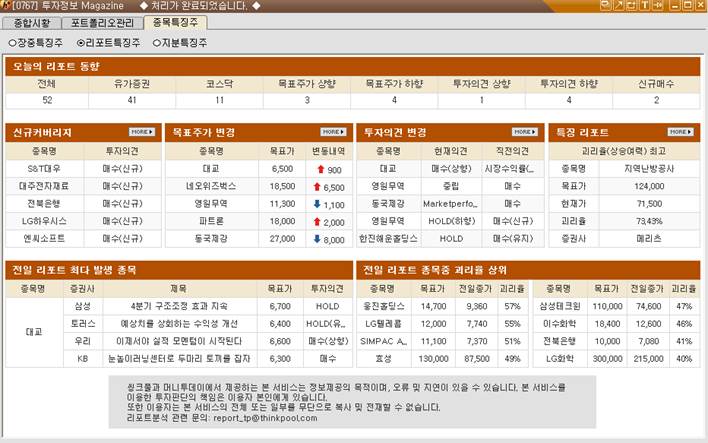 [0767] 투자정보 Magazine ◆ 처리가 완료되었습니다. ◆
종합시황 포트폴리오관리 종목특징주
장중특징주 리포트특징주 지분특징주
오늘의 리포트 동향
전체 유가증권 코스닥 목표주가 상향 목표주가 하향 투자의견 상향 투자의견 하향 신규매수
52 41 11 3 4 1 4 2
신규커버리지 MORE
종목명 투자의견
S&T대우 매수(신규)
대주전자재료 매수(신규)
전북은행 매수(신규)
LG하우시스 매수(신규)
엔씨소프트 매수(신규)
목표주가 변경 MORE
종목명 목표가 변동내역
대교 6,500 900
네오위즈벅스 18,500 6,500
영원무역 11,300 1,100
파트론 18,000 2,000
동국제강 27,000 8,000
투자의견 변경 MORE
종목명 현재의견 직전의견
대교 매수(상향) 시장수익률(...
영원무역 중립 매수
동국제강 Marketperfo... 매수
영원무역 HOLD(하향) 매수(신규)
한진해운홀딩스 HOLD 매수(유지)
특징 리포트 MORE
괴리율(상승여력) 최고
종목명 지역난방공사
목표가 124,000
현재가 71,500
괴리율 73,43%
증권사 메리츠
전일 리포트 최다 발생 종목
종목명 증권사 제목 목표가 투자의견
대교
삼성 4분기 구조조정 효과 지속 6,700 HOLD
토러스 예상치를 상회하는 수익성 개선 6,400 HOLD(유...
우리 이제서야 실적 모멘텀이 시작된다 6,600 매수(상향)
KB 눈높이러닝센터로 두마리 토끼를 잡자 6,300 매수
전일 리포트 종목중 괴리율 상위
종목명 목표가 전일종가 괴리율 종목명 목표가 전일종가 괴리율
웅진홀딩스 14,700 9,360 57% 삼성테크윈 110,000 74,600 47%
LG텔레콤 12,000 7,740 55% 이수화학 18,400 12,600 46%
SIMPAC A... 11,100 7,370 51% 전북은행 10,000 7,080 41%
효성 130,000 87,500 49% LG화학 300,000 215,000 40%
씽크풀과 머니투데이에서 제공하는 본 서비스는 정보제공의 목적이며, 오류 및 지연이 있을 수 있습니다. 본 서비스를
이용한 투자판단의 책임은 이용자 본인에게 있습니다.
또한 이용자는 본 서비스의 전체 또는 일부를 무단으로 복사 및 전재할 수 없습니다.
리포트분석 관련 문의: report_tp@thinkpool.com